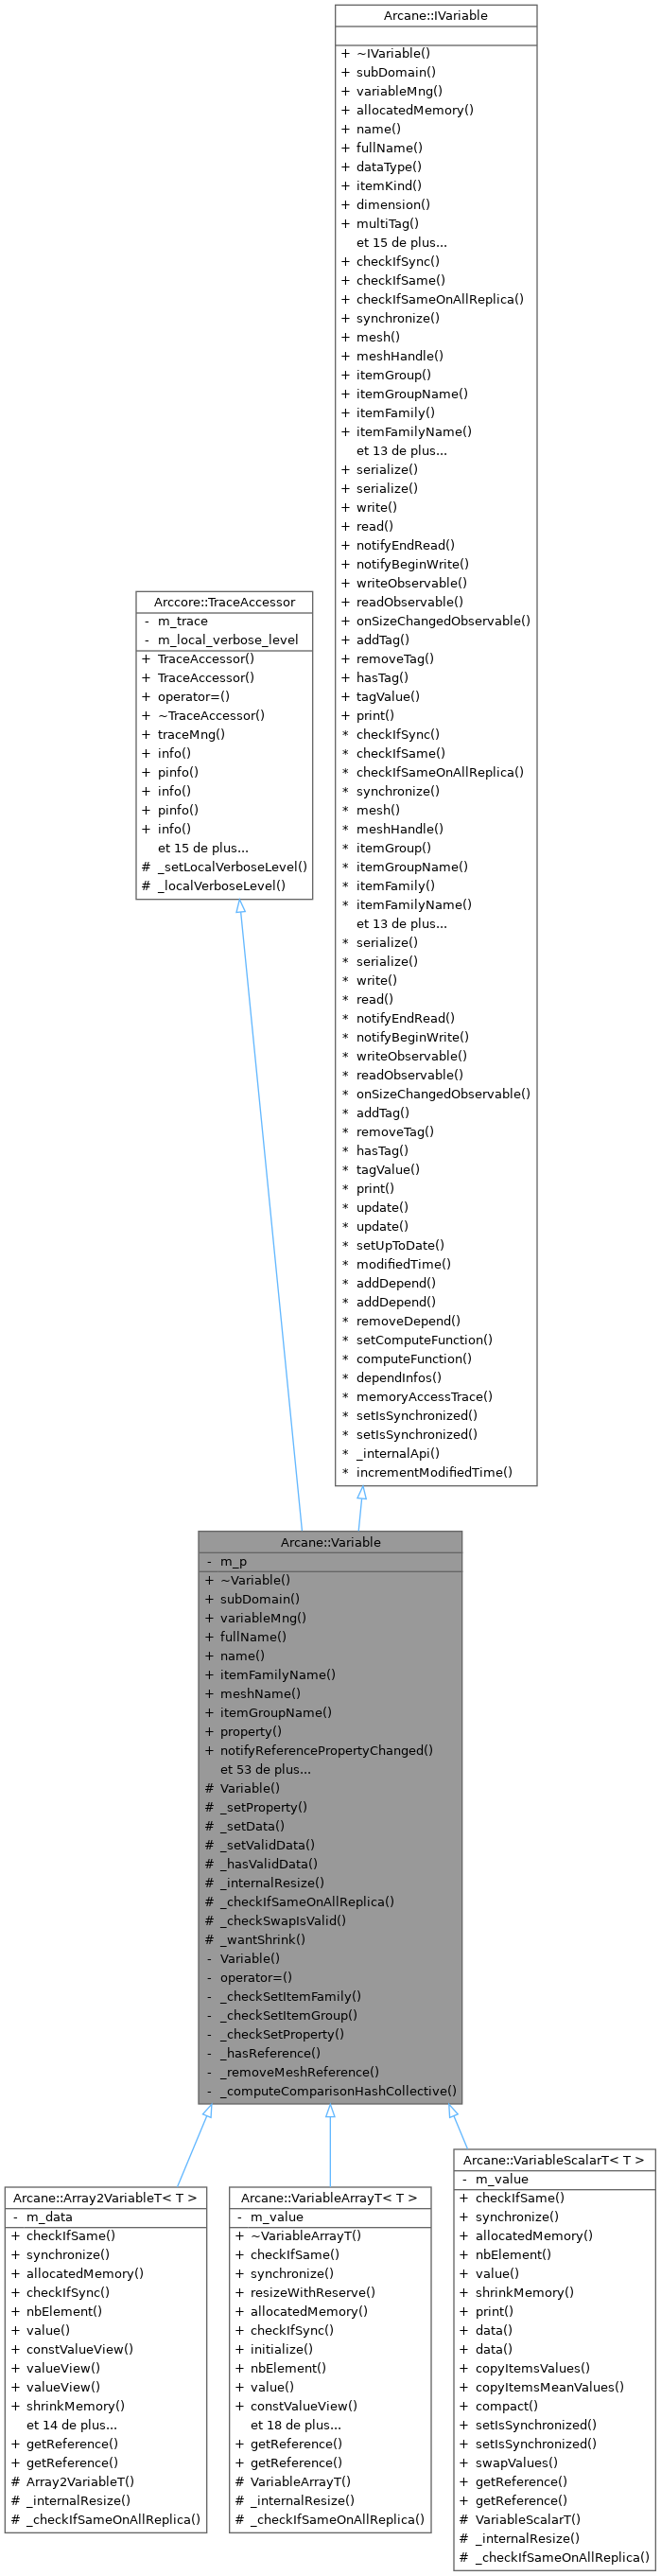 Arcane::IVariable
+ ~IVariable()
+ subDomain()
+ variableMng()
+ allocatedMemory()
+ name()
+ fullName()
+ dataType()
+ itemKind()
+ dimension()
+ multiTag()
et 15 de plus...
+ checkIfSync()
+ checkIfSame()
+ checkIfSameOnAllReplica()
+ synchronize()
+ mesh()
+ meshHandle()
+ itemGroup()
+ itemGroupName()
+ itemFamily()
+ itemFamilyName()
et 13 de plus...
+ serialize()
+ serialize()
+ write()
+ read()
+ notifyEndRead()
+ notifyBeginWrite()
+ writeObservable()
+ readObservable()
+ onSizeChangedObservable()
+ addTag()
+ removeTag()
+ hasTag()
+ tagValue()
+ print()
* checkIfSync()
* checkIfSame()
* checkIfSameOnAllReplica()
* synchronize()
* mesh()
* meshHandle()
* itemGroup()
* itemGroupName()
* itemFamily()
* itemFamilyName()
et 13 de plus...
* serialize()
* serialize()
* write()
* read()
* notifyEndRead()
* notifyBeginWrite()
* writeObservable()
* readObservable()
* onSizeChangedObservable()
* addTag()
* removeTag()
* hasTag()
* tagValue()
* print()
* update()
* update()
* setUpToDate()
* modifiedTime()
* addDepend()
* addDepend()
* removeDepend()
* setComputeFunction()
* computeFunction()
* dependInfos()
* memoryAccessTrace()
* setIsSynchronized()
* setIsSynchronized()
* _internalApi()
* incrementModifiedTime()
Arccore::TraceAccessor
- m_trace
- m_local_verbose_level
+ TraceAccessor()
+ TraceAccessor()
+ operator=()
+ ~TraceAccessor()
+ traceMng()
+ info()
+ pinfo()
+ info()
+ pinfo()
+ info()
et 15 de plus...
# _setLocalVerboseLevel()
# _localVerboseLevel()
Arcane::Variable
- m_p
+ ~Variable()
+ subDomain()
+ variableMng()
+ fullName()
+ name()
+ itemFamilyName()
+ meshName()
+ itemGroupName()
+ property()
+ notifyReferencePropertyChanged()
et 53 de plus...
# Variable()
# _setProperty()
# _setData()
# _setValidData()
# _hasValidData()
# _internalResize()
# _checkIfSameOnAllReplica()
# _checkSwapIsValid()
# _wantShrink()
- Variable()
- operator=()
- _checkSetItemFamily()
- _checkSetItemGroup()
- _checkSetProperty()
- _hasReference()
- _removeMeshReference()
- _computeComparisonHashCollective()
Arcane::Array2VariableT< T >
- m_data
+ checkIfSame()
+ synchronize()
+ allocatedMemory()
+ checkIfSync()
+ nbElement()
+ value()
+ constValueView()
+ valueView()
+ valueView()
+ shrinkMemory()
et 14 de plus...
+ getReference()
+ getReference()
# Array2VariableT()
# _internalResize()
# _checkIfSameOnAllReplica()
Arcane::VariableArrayT< T >
- m_value
+ ~VariableArrayT()
+ checkIfSame()
+ synchronize()
+ resizeWithReserve()
+ allocatedMemory()
+ checkIfSync()
+ initialize()
+ nbElement()
+ value()
+ constValueView()
et 18 de plus...
+ getReference()
+ getReference()
# VariableArrayT()
# _internalResize()
# _checkIfSameOnAllReplica()
Arcane::VariableScalarT< T >
- m_value
+ checkIfSame()
+ synchronize()
+ allocatedMemory()
+ nbElement()
+ value()
+ shrinkMemory()
+ print()
+ data()
+ data()
+ copyItemsValues()
+ copyItemsMeanValues()
+ compact()
+ setIsSynchronized()
+ setIsSynchronized()
+ swapValues()
+ getReference()
+ getReference()
# VariableScalarT()
# _internalResize()
# _checkIfSameOnAllReplica()